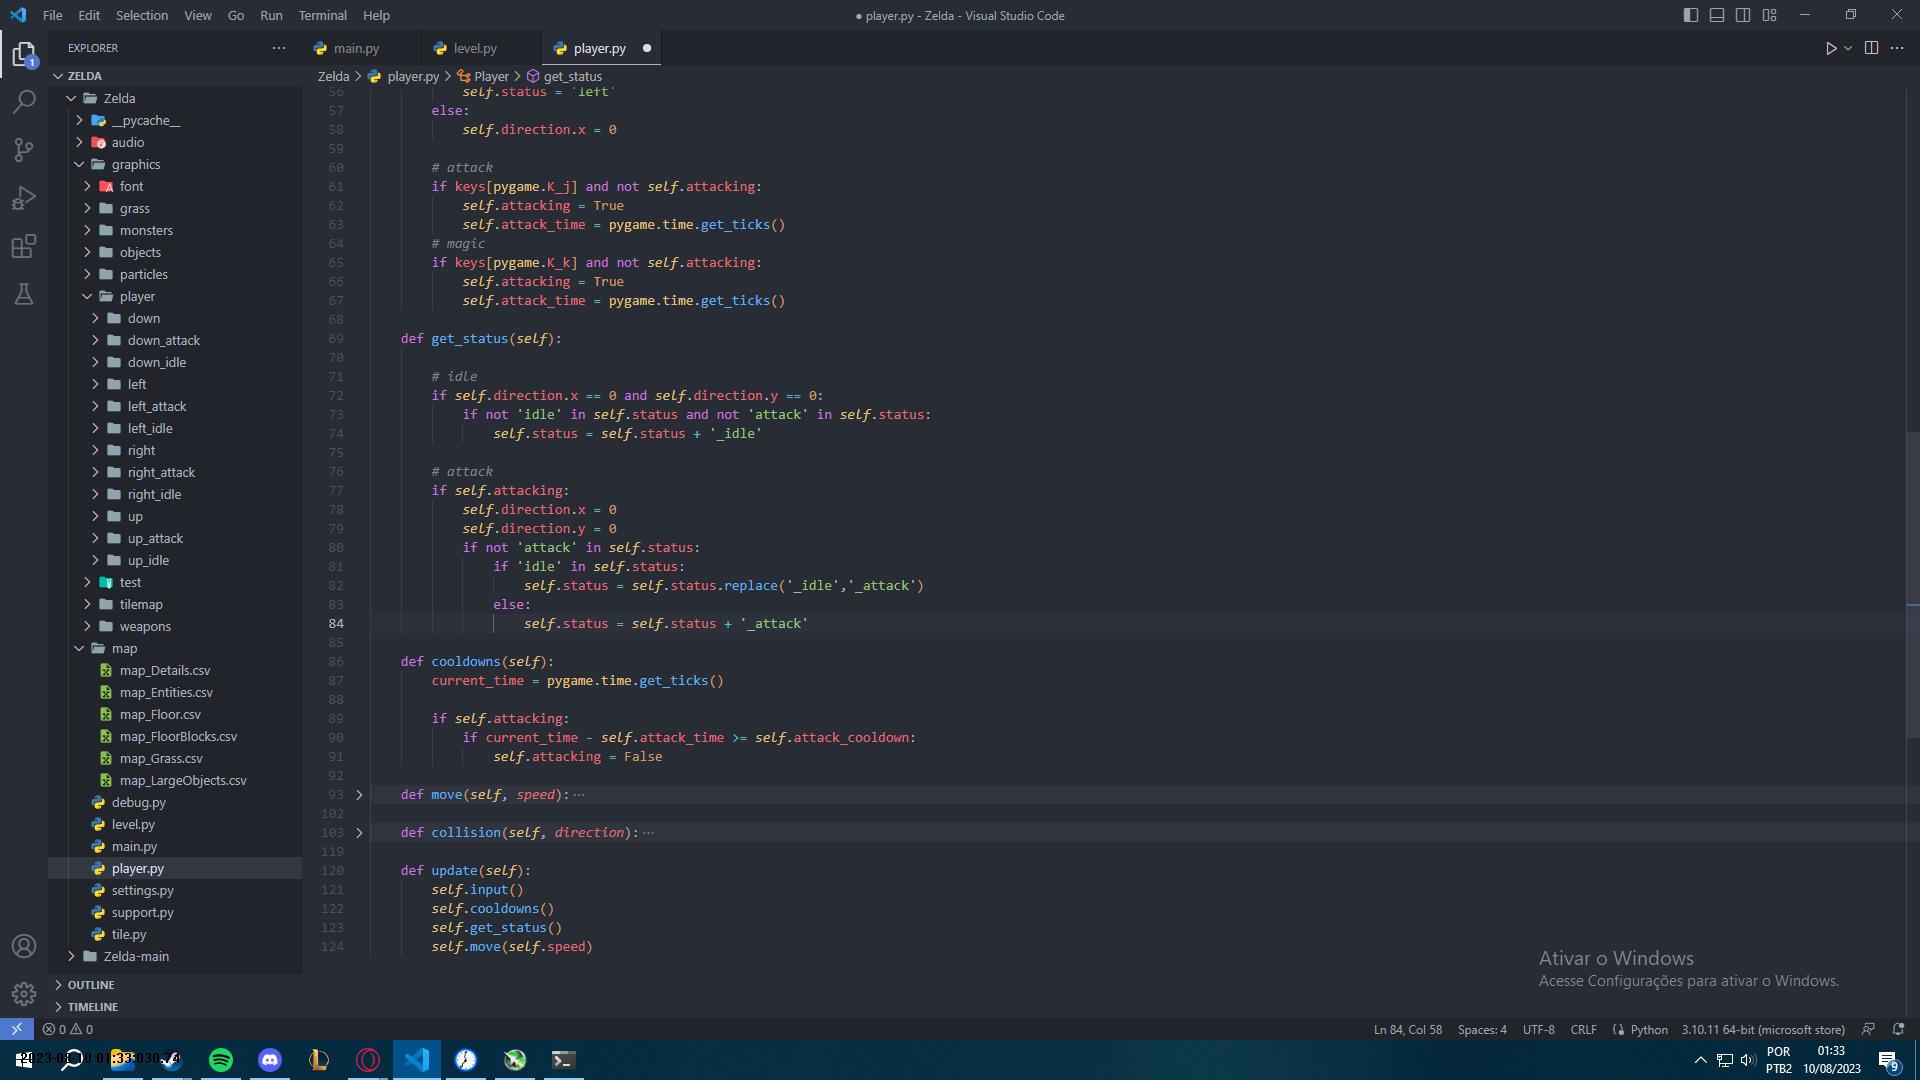 File Edit Selection View Go Run Terminal Help
● player.py - Zelda - Visual Studio Code
EXPLORER ...
main.py level.py player.py
ZELDA
Zelda > player.py > Player > get_status
Zelda
__pycache__
audio
graphics
font
grass
monsters
objects
particles
player
down
down_attack
down_idle
left
left_attack
left_idle
right
right_attack
right_idle
up
up_attack
up_idle
test
tilemap
weapons
map
map_Details.csv
map_Entities.csv
map_Floor.csv
map_FloorBlocks.csv
map_Grass.csv
map_LargeObjects.csv
debug.py
level.py
main.py
player.py
settings.py
support.py
tile.py
Zelda-main
OUTLINE
TIMELINE
56 self.status = 'left'
57 else:
58 self.direction.x = 0
59
60 # attack
61 if keys[pygame.K_j] and not self.attacking:
62 self.attacking = True
63 self.attack_time = pygame.time.get_ticks()
64 # magic
65 if keys[pygame.K_k] and not self.attacking:
66 self.attacking = True
67 self.attack_time = pygame.time.get_ticks()
68
69 def get_status(self):
70
71 # idle
72 if self.direction.x == 0 and self.direction.y == 0:
73 if not 'idle' in self.status and not 'attack' in self.status:
74 self.status = self.status + '_idle'
75
76 # attack
77 if self.attacking:
78 self.direction.x = 0
79 self.direction.y = 0
80 if not 'attack' in self.status:
81 if 'idle' in self.status:
82 self.status = self.status.replace('_idle','_attack')
83 else:
84 self.status = self.status + '_attack'
85
86 def cooldowns(self):
87 current_time = pygame.time.get_ticks()
88
89 if self.attacking:
90 if current_time - self.attack_time >= self.attack_cooldown:
91 self.attacking = False
92
93 def move(self, speed):···
102
103 def collision(self, direction):···
119
120 def update(self):
121 self.input()
122 self.cooldowns()
123 self.get_status()
124 self.move(self.speed)
Ativar o Windows
Acesse Configurações para ativar o Windows.
0 0
Ln 84, Col 58 Spaces: 4 UTF-8 CRLF Python 3.10.11 64-bit (microsoft store)
POR
PTB2
01:33
10/08/2023
9
1